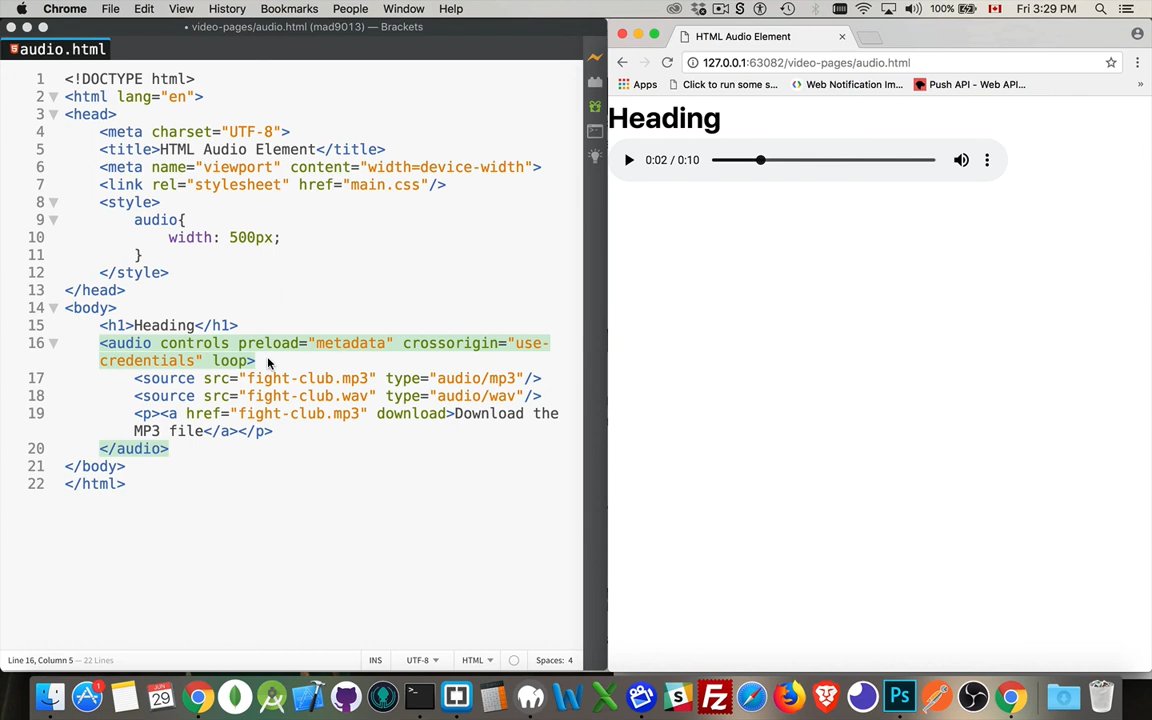 Chrome File Edit View History Bookmarks People Window Help 100% Fri 3:29 PM
• video-pages/audio.html (mad9013) — Brackets
audio.html
1 <!DOCTYPE html>
2 <html lang="en">
3 <head>
4 <meta charset="UTF-8">
5 <title>HTML Audio Element</title>
6 <meta name="viewport" content="width=device-width">
7 <link rel="stylesheet" href="main.css"/>
8 <style>
9 audio{
10 width: 500px;
11 }
12 </style>
13 </head>
14 <body>
15 <h1>Heading</h1>
16 <audio controls preload="metadata" crossorigin="use-
credentials" loop>
17 <source src="fight-club.mp3" type="audio/mp3"/>
18 <source src="fight-club.wav" type="audio/wav"/>
19 <p><a href="fight-club.mp3" download>Download the
MP3 file</a></p>
20 </audio>
21 </body>
22 </html>
Line 16, Column 5 — 22 Lines INS UTF-8 HTML Spaces: 4
HTML Audio Element
127.0.0.1:63082/video-pages/audio.html
Apps Click to run some s... Web Notification Im... Push API - Web API... »
Heading
0:02 / 0:10
1
29
Ps